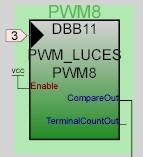 PWM8
3
DBB11
PWM_LUCES
PWM8
vcc
Enable
CompareOut
TerminalCountOut